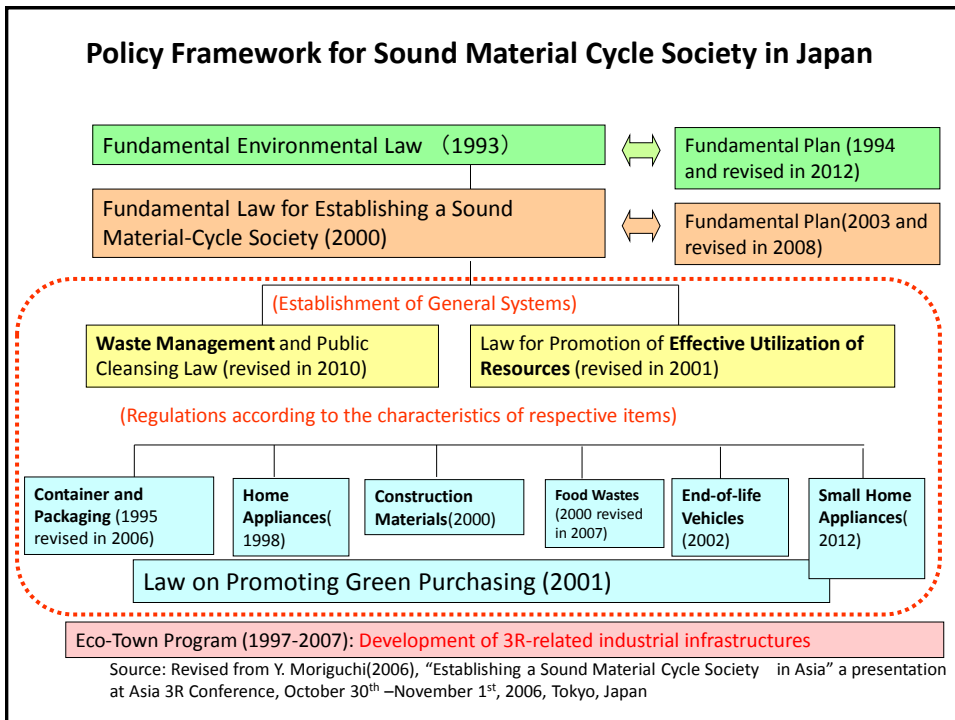 Policy Framework for Sound Material Cycle Society in Japan
Fundamental Environmental Law （1993）
Fundamental Plan (1994
and revised in 2012)
Fundamental Law for Establishing a Sound
Material-Cycle Society (2000)
Fundamental Plan(2003 and
revised in 2008)
(Establishment of General Systems)
Waste Management and Public
Cleansing Law (revised in 2010)
Law for Promotion of Effective Utilization of
Resources (revised in 2001)
(Regulations according to the characteristics of respective items)
Container and
Packaging (1995
revised in 2006)
Home
Appliances(
1998)
Construction
Materials(2000)
Food Wastes
(2000 revised
in 2007)
End-of-life
Vehicles
(2002)
Small Home
Appliances(
2012)
Law on Promoting Green Purchasing (2001)
Eco-Town Program (1997-2007): Development of 3R-related industrial infrastructures
Source: Revised from Y. Moriguchi(2006), “Establishing a Sound Material Cycle Society in Asia” a presentation
at Asia 3R Conference, October 30th –November 1st, 2006, Tokyo, Japan